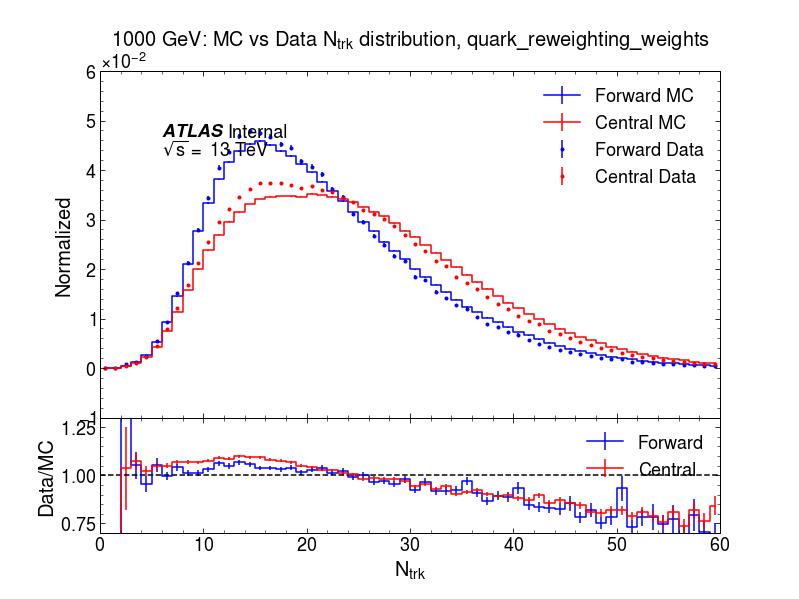 1000 GeV: MC vs Data N_trk distribution, quark_reweighting_weights
×10⁻²
6
5
4
3
2
1
0
−1
Normalized
ATLAS Internal
√s = 13 TeV
Forward MC
Central MC
Forward Data
Central Data
1.25
1.00
0.75
Data/MC
Forward
Central
0 10 20 30 40 50 60
N_trk